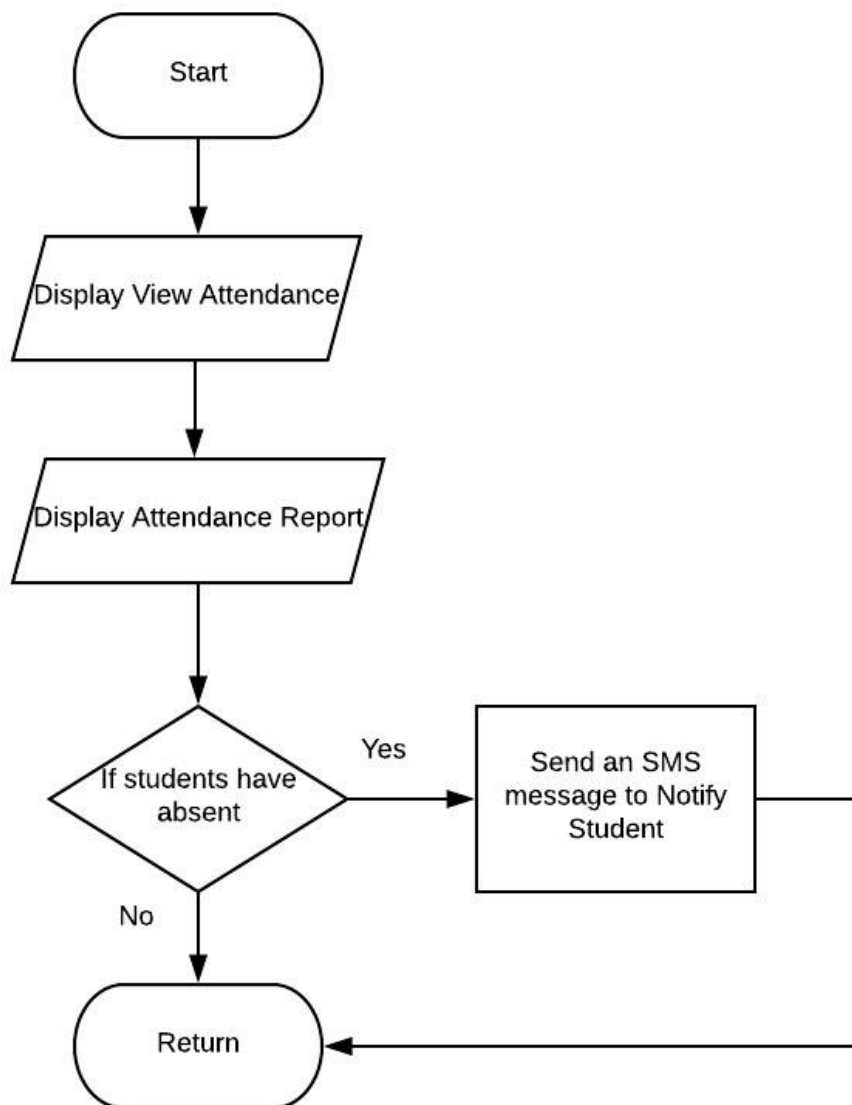 Start
Display View Attendance
Display Attendance Report
If students have
absent
Yes
Send an SMS
message to Notify
Student
No
Return